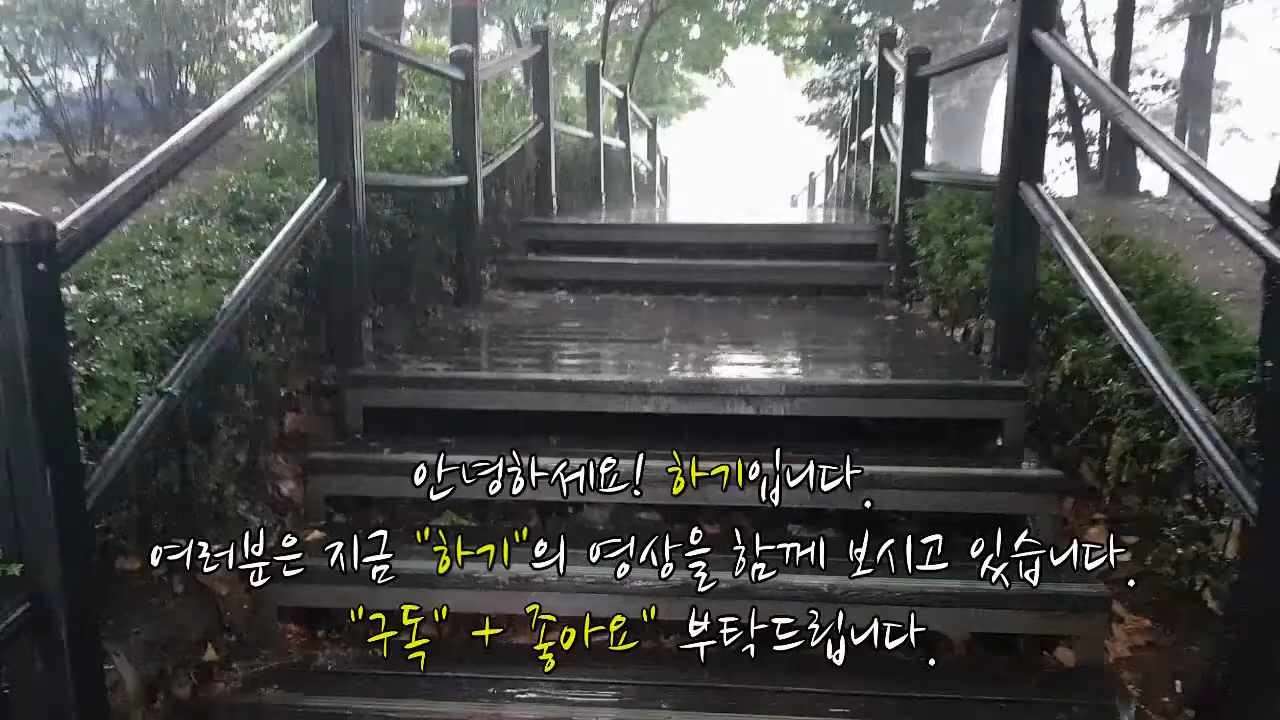 안녕하세요! 하기입니다.
여러분은 지금 "하기"의 영상을 함께 보시고 있습니다.
"구독" + 좋아요" 부탁드립니다.